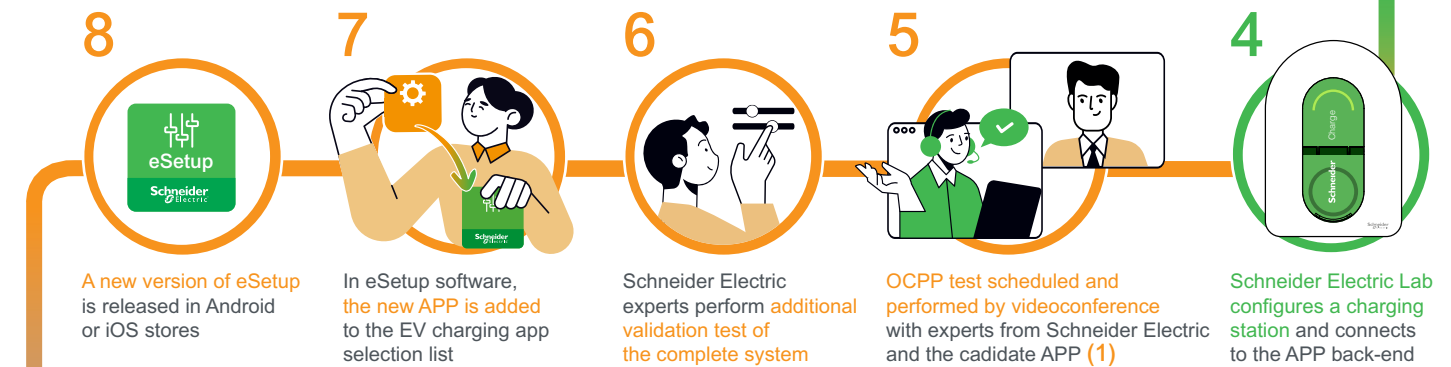 8
eSetup
Schneider
Electric
A new version of eSetup
is released in Android
or iOS stores
7
Schneider
Electric
In eSetup software,
the new APP is added
to the EV charging app
selection list
6
Schneider Electric
experts perform additional
validation test of
the complete system
5
OCPP test scheduled and
performed by videoconference
with experts from Schneider Electric
and the cadidate APP (1)
4
Charge
Schneider
Schneider
Electric
Schneider Electric Lab
configures a charging
station and connects
to the APP back-end